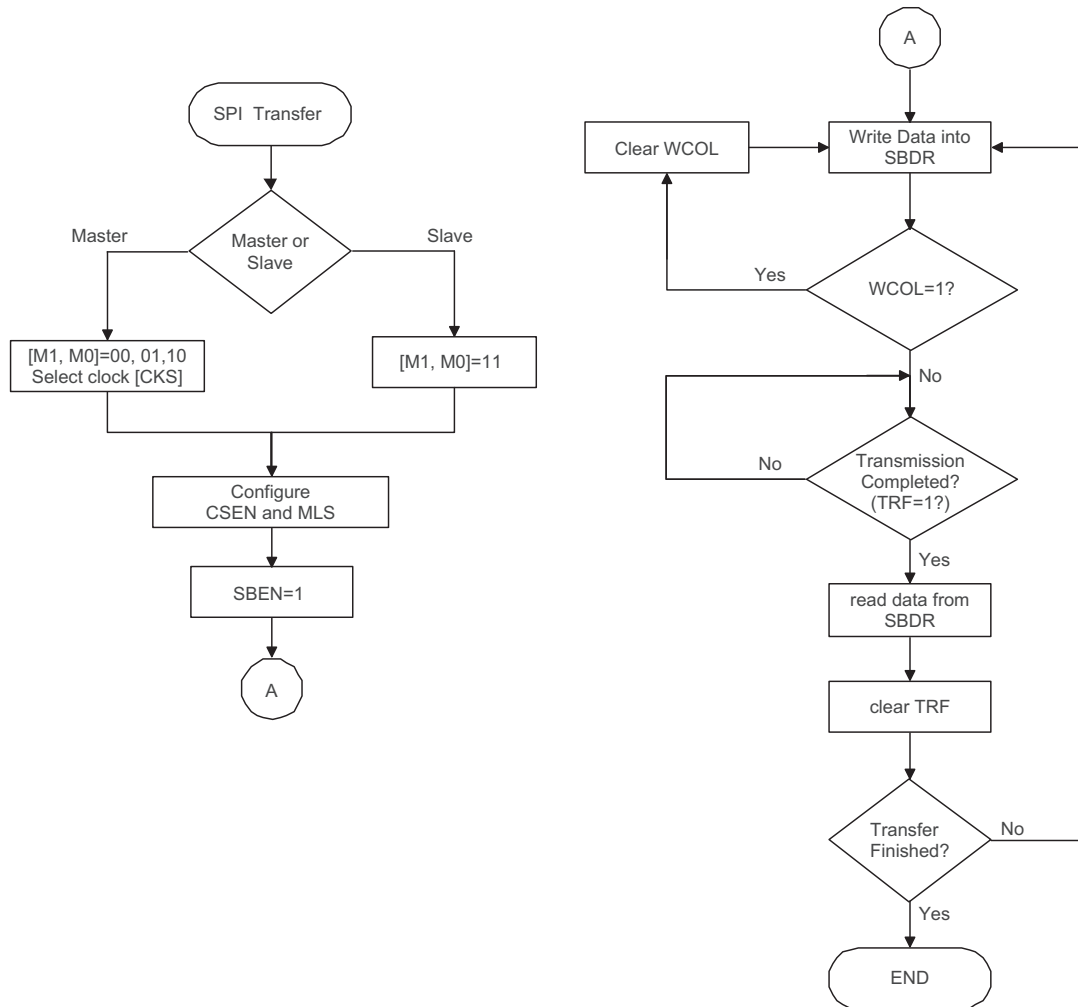 SPI Transfer
Master or
Slave
Master
Slave
[M1, M0]=00, 01,10
Select clock [CKS]
[M1, M0]=11
Configure
CSEN and MLS
SBEN=1
A
A
Write Data into
SBDR
Clear WCOL
WCOL=1?
Yes
No
Transmission
Completed?
(TRF=1?)
No
Yes
read data from
SBDR
clear TRF
Transfer
Finished?
No
Yes
END